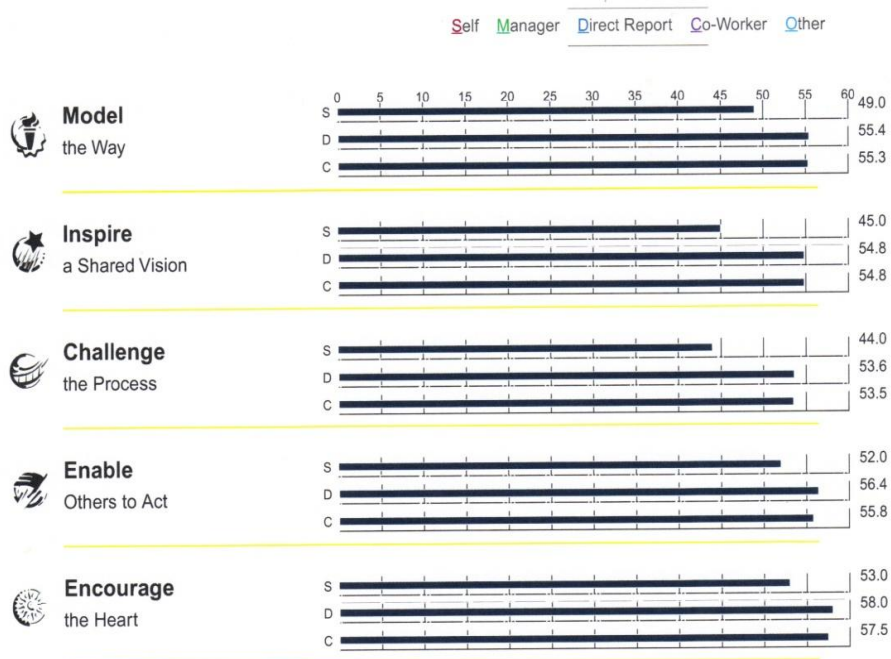 Self Manager Direct Report Co-Worker Other
0 5 10 15 20 25 30 35 40 45 50 55 60
Model
the Way
S 49.0
D 55.4
C 55.3
Inspire
a Shared Vision
S 45.0
D 54.8
C 54.8
Challenge
the Process
S 44.0
D 53.6
C 53.5
Enable
Others to Act
S 52.0
D 56.4
C 55.8
Encourage
the Heart
S 53.0
D 58.0
C 57.5